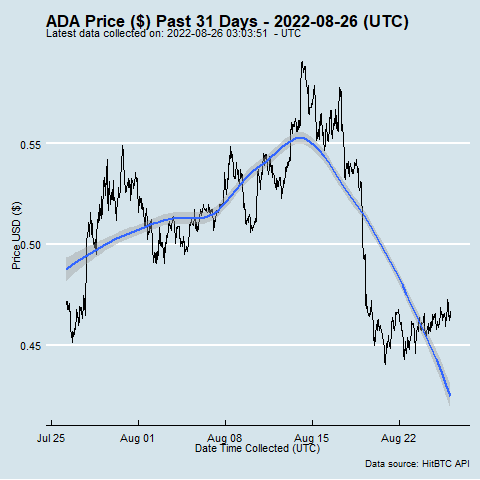 ADA Price ($) Past 31 Days - 2022-08-26 (UTC)
Latest data collected on: 2022-08-26 03:03:51 - UTC
0.55
0.50
0.45
Price USD ($)
Jul 25 Aug 01 Aug 08 Aug 15 Aug 22
Date Time Collected (UTC)
Data source: HitBTC API